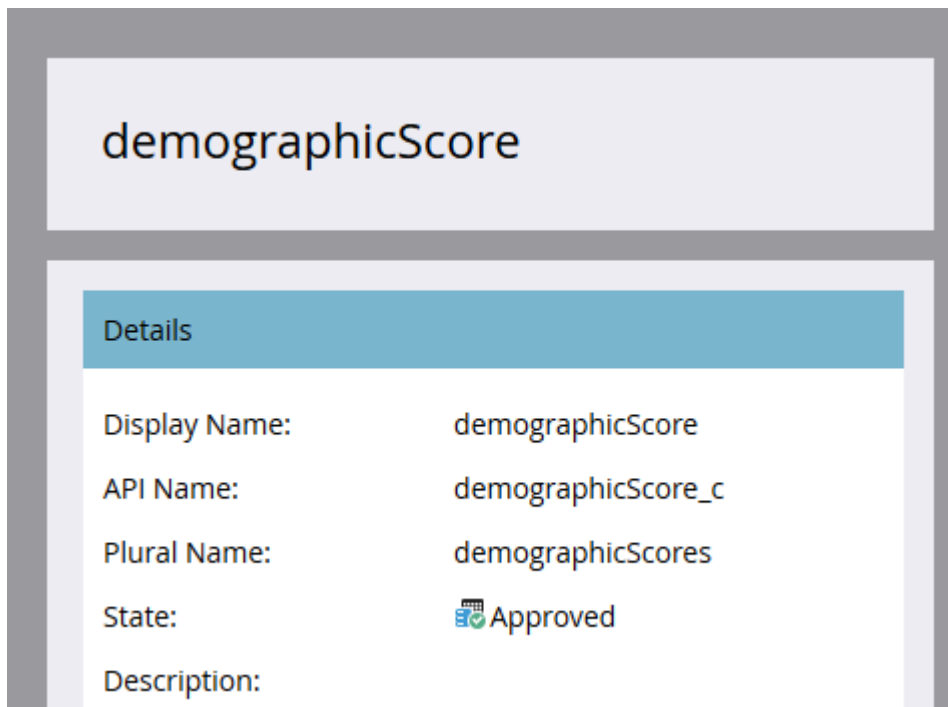 demographicScore
Details
Display Name: demographicScore
API Name: demographicScore_c
Plural Name: demographicScores
State: Approved
Description: